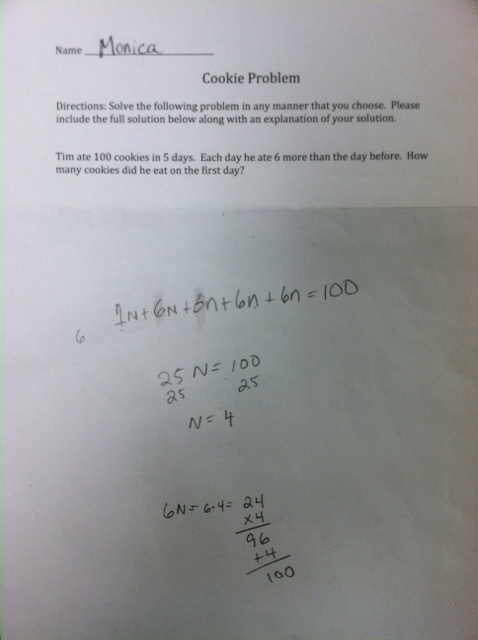 Name Monica
Cookie Problem
Directions: Solve the following problem in any manner that you choose. Please
include the full solution below along with an explanation of your solution.
Tim ate 100 cookies in 5 days. Each day he ate 6 more than the day before. How
many cookies did he eat on the first day?
1N+6N+6n+6n+6n=100
6
25 N= 100
25 25
N= 4
6N= 6·4= 24
x4
96
+4
100